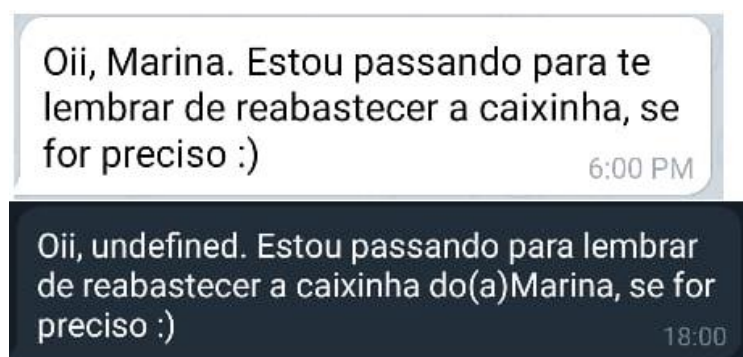 Oii, Marina. Estou passando para te
lembrar de reabastecer a caixinha, se
for preciso :)
6:00 PM
Oii, undefined. Estou passando para lembrar
de reabastecer a caixinha do(a)Marina, se for
preciso :)
18:00